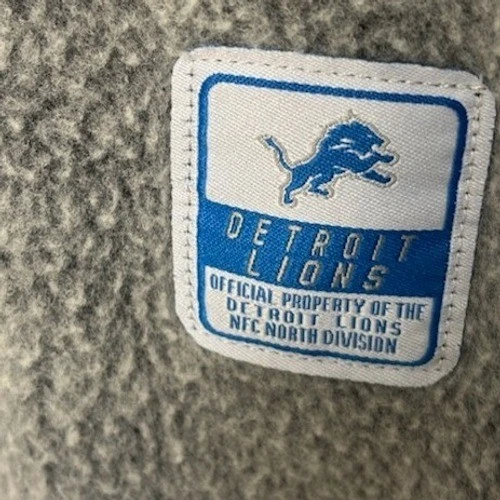 DETROIT
LIONS
OFFICIAL PROPERTY OF THE
DETROIT LIONS
NFC NORTH DIVISION